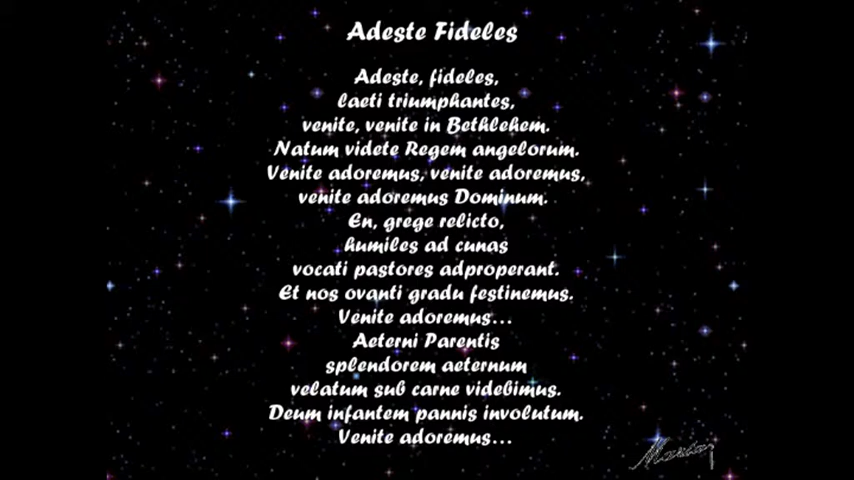 Adeste Fideles
Adeste, fideles,
laeti triumphantes,
venite, venite in Bethlehem.
Natum videte Regem angelorum.
Venite adoremus, venite adoremus,
venite adoremus Dominum.
En, grege relicto,
humiles ad cunas
vocati pastores adproperant.
Et nos ovanti gradu festinemus.
Venite adoremus...
Aeterni Parentis
splendorem aeternum
velatum sub carne videbimus.
Deum infantem pannis involutum.
Venite adoremus...